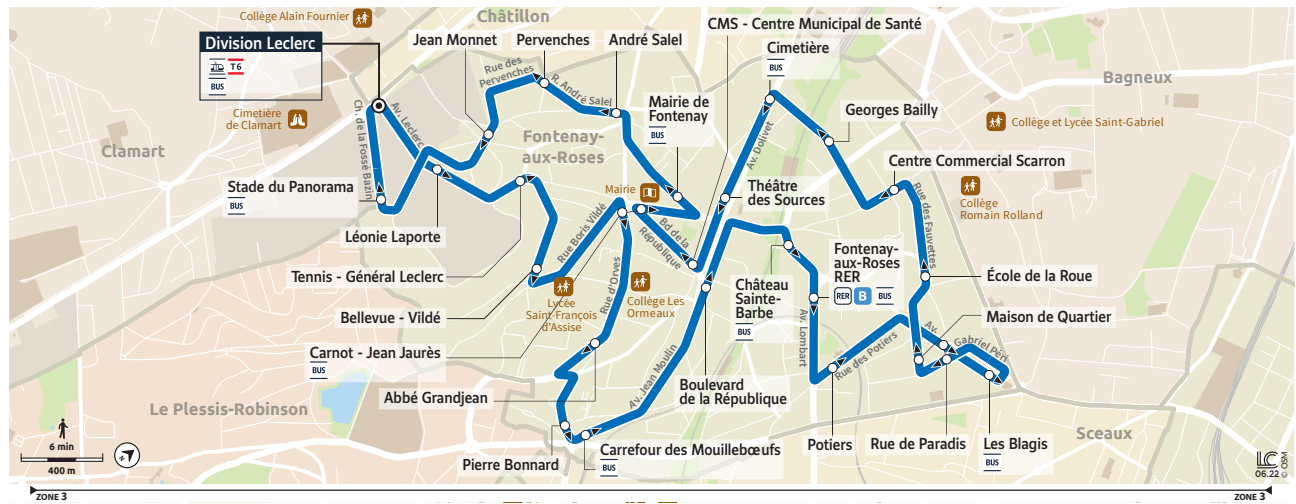 Collège Alain Fournier
Châtillon
CMS - Centre Municipal de Santé
Division Leclerc
T6
BUS
Jean Monnet
Pervenches
André Salel
Cimetière
BUS
Rue des
Pervenches
R. André Salel
Bagneux
Cimetière
de Clamart
Ch. de la Fosse Bazin
Av. Leclerc
Mairie de
Fontenay
BUS
Georges Bailly
Collège et Lycée Saint-Gabriel
Clamart
Fontenay-
aux-Roses
Av. Dolivet
Centre Commercial Scarron
Stade du Panorama
BUS
Mairie
Théâtre
des Sources
Rue des Fauvettes
Collège
Romain Rolland
Léonie Laporte
Rue Boris Vildé
Bd de la
République
Fontenay-
aux-Roses
RER
RER B BUS
Tennis - Général Leclerc
Rue d'Orves
Collège Les
Ormeaux
Château
Sainte-
Barbe
BUS
École de la Roue
Lycée
Saint-François
d'Assise
Bellevue - Vildé
Maison de Quartier
Av. Lombart
Rue des Potiers
Av. Gabriel Péri
Carnot - Jean Jaurès
BUS
Av. Jean Moulin
Boulevard
de la République
Abbé Grandjean
Le Plessis-Robinson
Potiers
Rue de Paradis
Les Blagis
BUS
Sceaux
6 min
400 m
Pierre Bonnard
Carrefour des Mouillebœufs
BUS
LC
06.22 © OSM
ZONE 3
ZONE 3